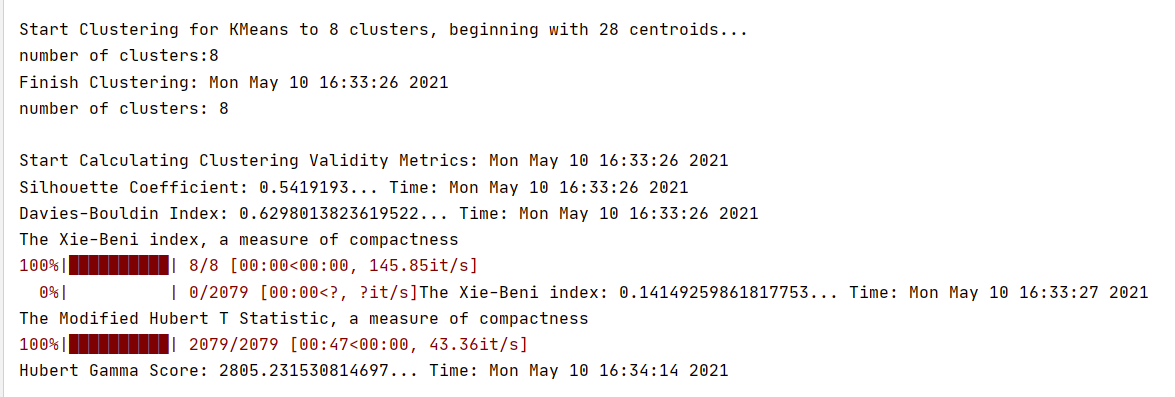 Start Clustering for KMeans to 8 clusters, beginning with 28 centroids...
number of clusters:8
Finish Clustering: Mon May 10 16:33:26 2021
number of clusters: 8
Start Calculating Clustering Validity Metrics: Mon May 10 16:33:26 2021
Silhouette Coefficient: 0.5419193... Time: Mon May 10 16:33:26 2021
Davies-Bouldin Index: 0.6298013823619522... Time: Mon May 10 16:33:26 2021
The Xie-Beni index, a measure of compactness
100%|██████████| 8/8 [00:00<00:00, 145.85it/s]
  0%|          | 0/2079 [00:00<?, ?it/s]The Xie-Beni index: 0.14149259861817753... Time: Mon May 10 16:33:27 2021
The Modified Hubert T Statistic, a measure of compactness
100%|██████████| 2079/2079 [00:47<00:00, 43.36it/s]
Hubert Gamma Score: 2805.231530814697... Time: Mon May 10 16:34:14 2021